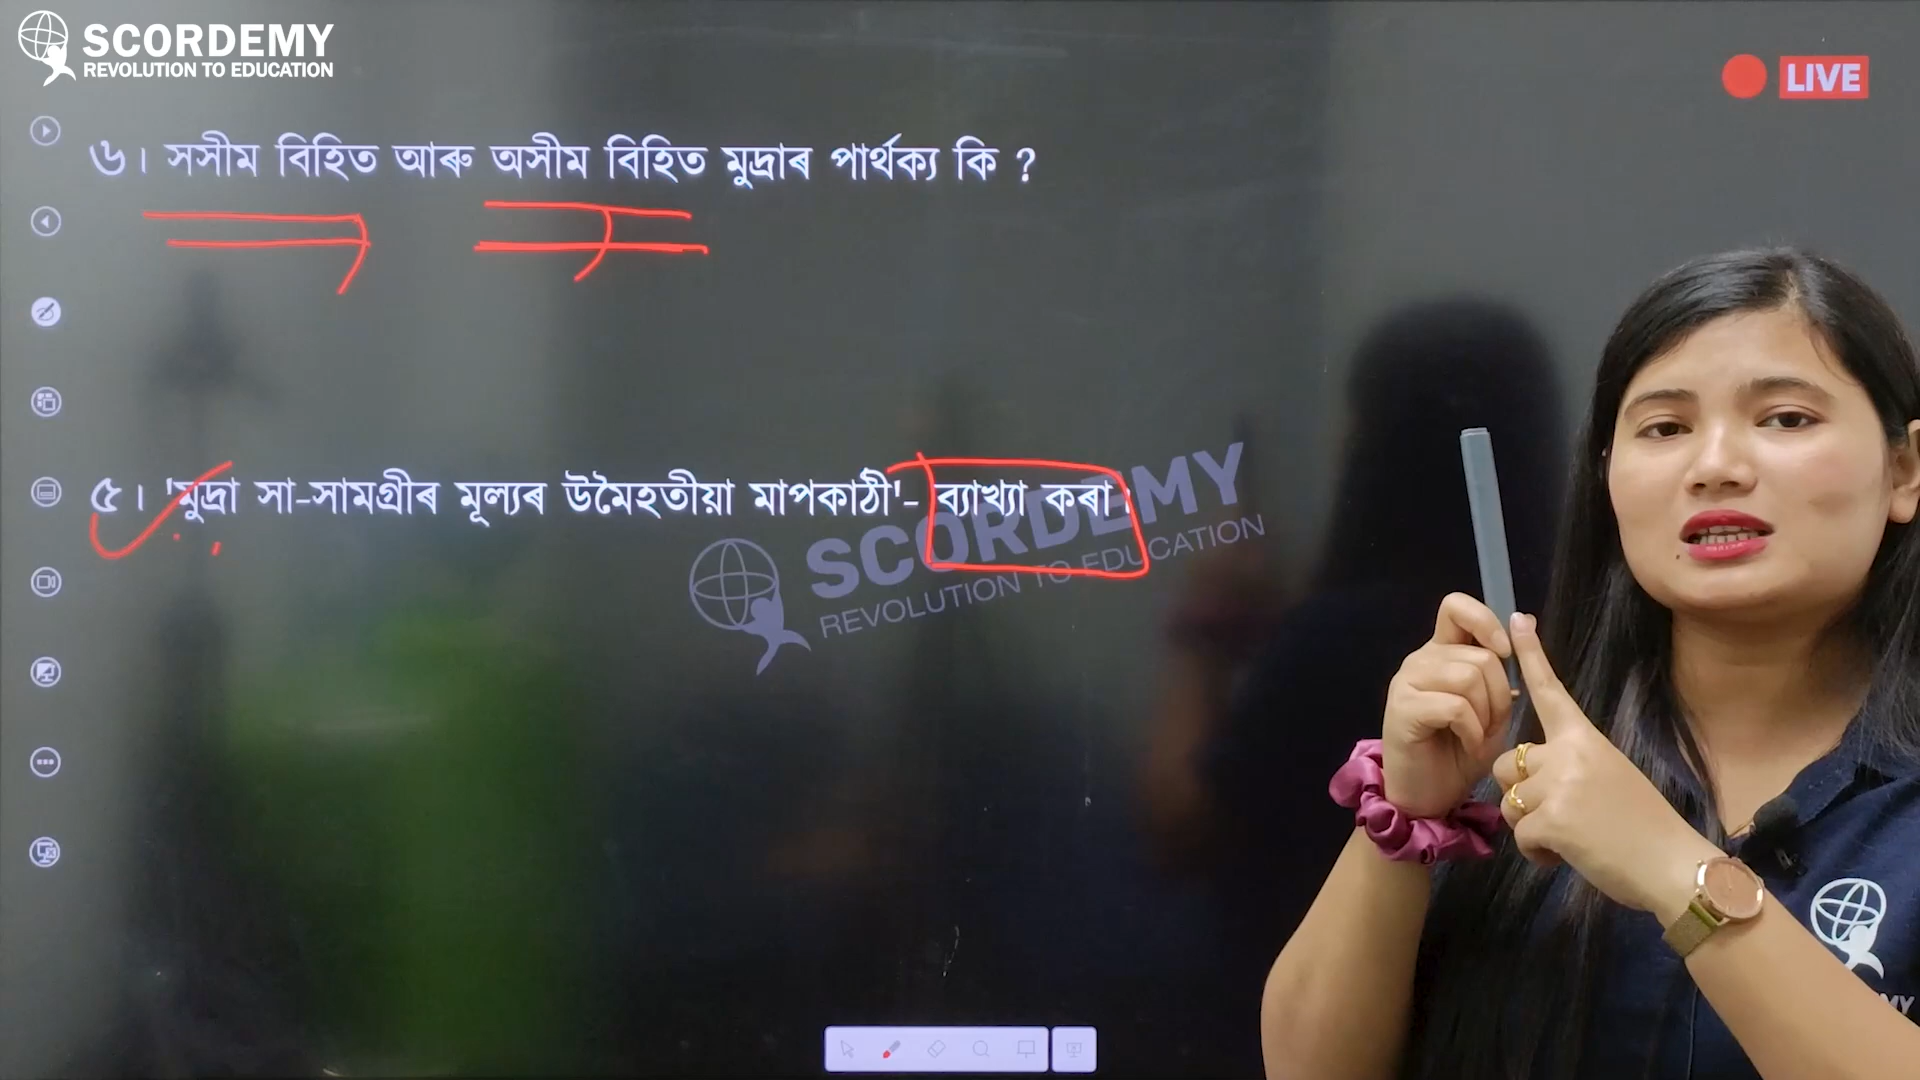 SCORDEMY
REVOLUTION TO EDUCATION
LIVE
৬। সসীম বিহিত আৰু অসীম বিহিত মুদ্ৰাৰ পাৰ্থক্য কি ?
৫। 'মুদ্ৰা সা-সামগ্ৰীৰ মূল্যৰ উমৈহতীয়া মাপকাঠী'- ব্যাখ্যা কৰা।
SCORDEMY
REVOLUTION TO EDUCATION